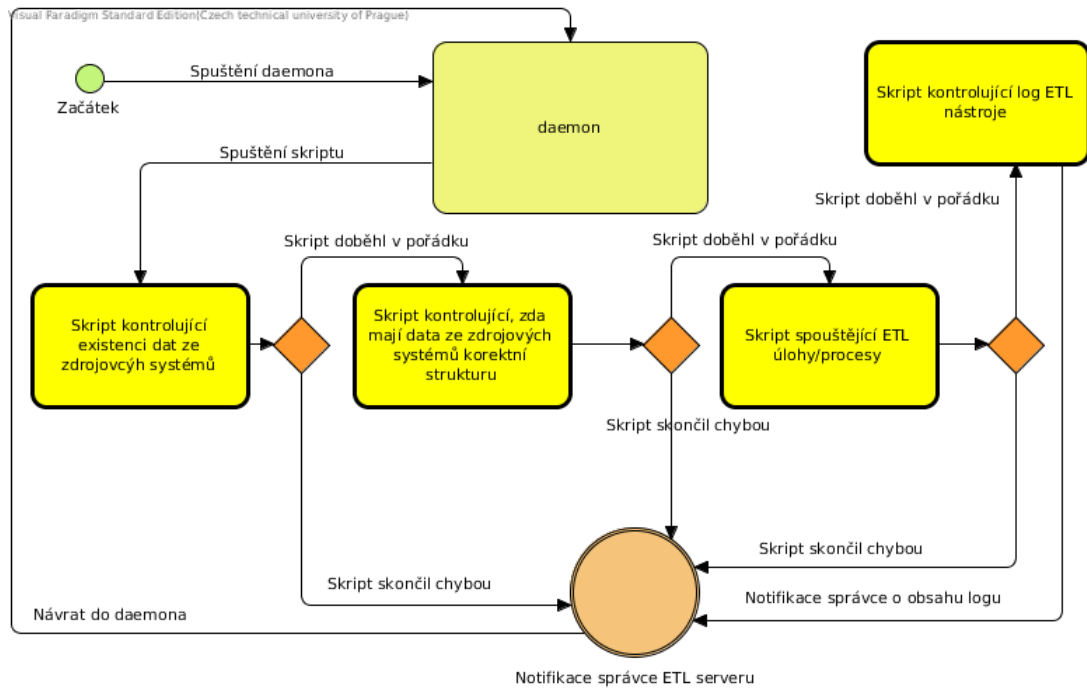 Visual Paradigm Standard Edition(Czech technical university of Prague)
Spuštění daemona
Začátek
daemon
Skript kontrolující log ETL
nástroje
Spuštění skriptu
Skript doběhl v pořádku
Skript doběhl v pořádku
Skript doběhl v pořádku
Skript kontrolující
existenci dat ze
zdrojovcýh systémů
Skript kontrolující, zda
mají data ze zdrojových
systémů korektní
strukturu
Skript spouštějící ETL
úlohy/procesy
Skript skončil chybou
Skript skončil chybou
Skript skončil chybou
Notifikace správce o obsahu logu
Návrat do daemona
Notifikace správce ETL serveru